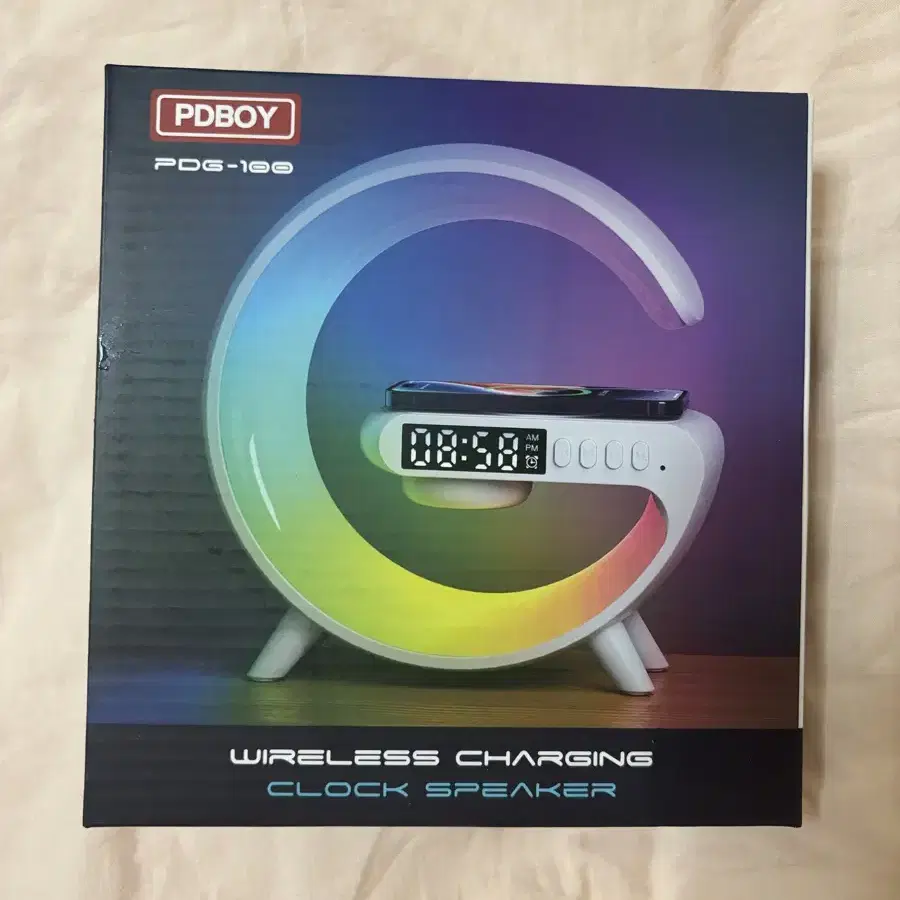 PDBOY
PDG-100
08:58
AM
PM
WIRELESS CHARGING
CLOCK SPEAKER